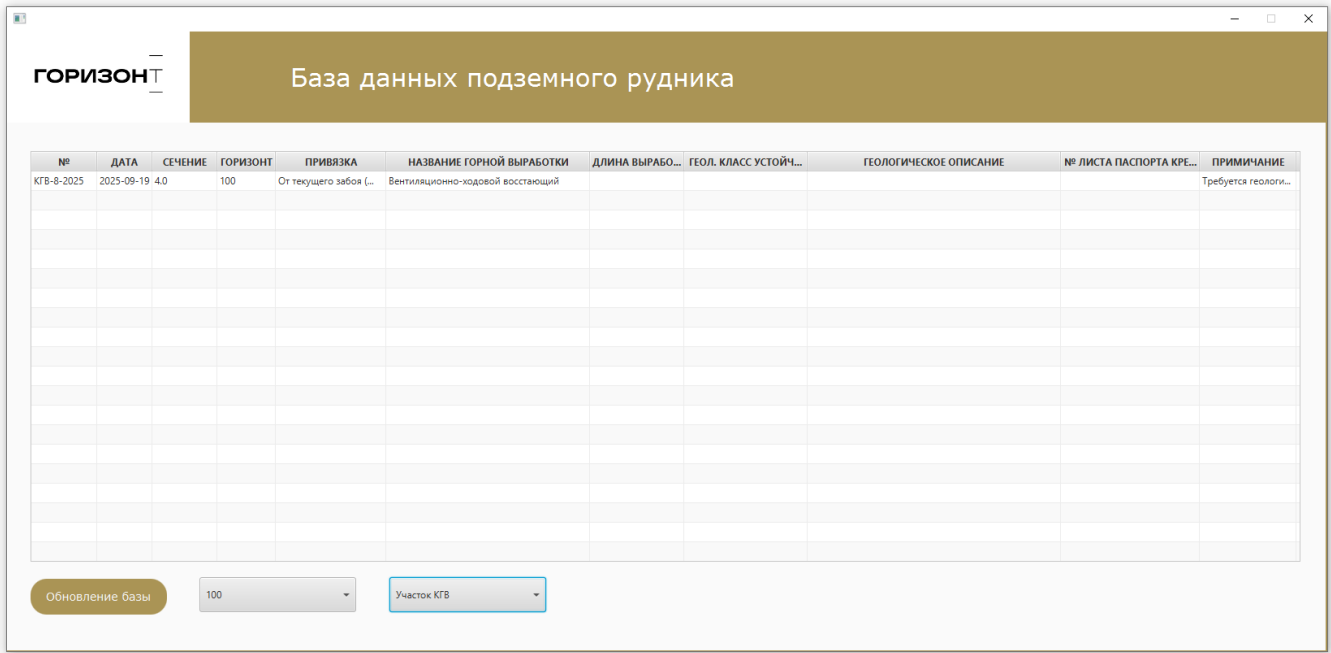 ГОРИЗОНТ
База данных подземного рудника
№ ДАТА СЕЧЕНИЕ ГОРИЗОНТ ПРИВЯЗКА НАЗВАНИЕ ГОРНОЙ ВЫРАБОТКИ ДЛИНА ВЫРАБО... ГЕОЛ. КЛАСС УСТОЙЧ... ГЕОЛОГИЧЕСКОЕ ОПИСАНИЕ № ЛИСТА ПАСПОРТА КРЕ... ПРИМИЧАНИЕ
КГВ-8-2025 2025-09-19 4.0 100 От текущего забоя (... Вентиляционно-ходовой восстающий Требуется геологи...
Обновление базы 100 Участок КГВ